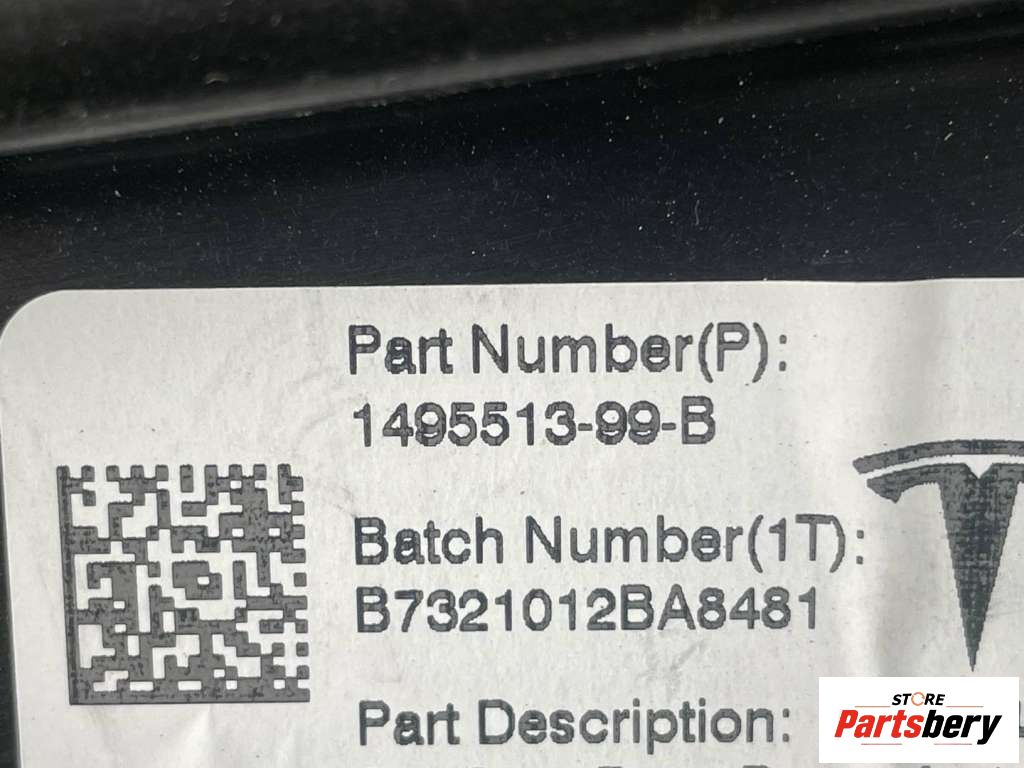 Part Number(P):
1495513-99-B
Batch Number(1T):
B7321012BA8481
Part Description:
STORE
Partsbery